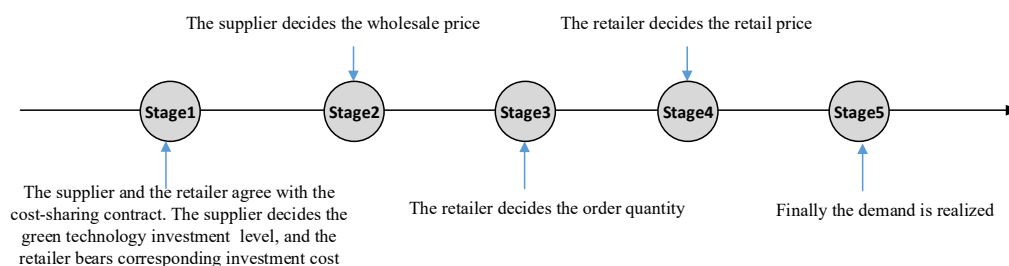 The supplier decides the wholesale price
The retailer decides the retail price
Stage1
Stage2
Stage3
Stage4
Stage5
The supplier and the retailer agree with the
cost-sharing contract. The supplier decides the
green technology investment level, and the
retailer bears corresponding investment cost
The retailer decides the order quantity
Finally the demand is realized